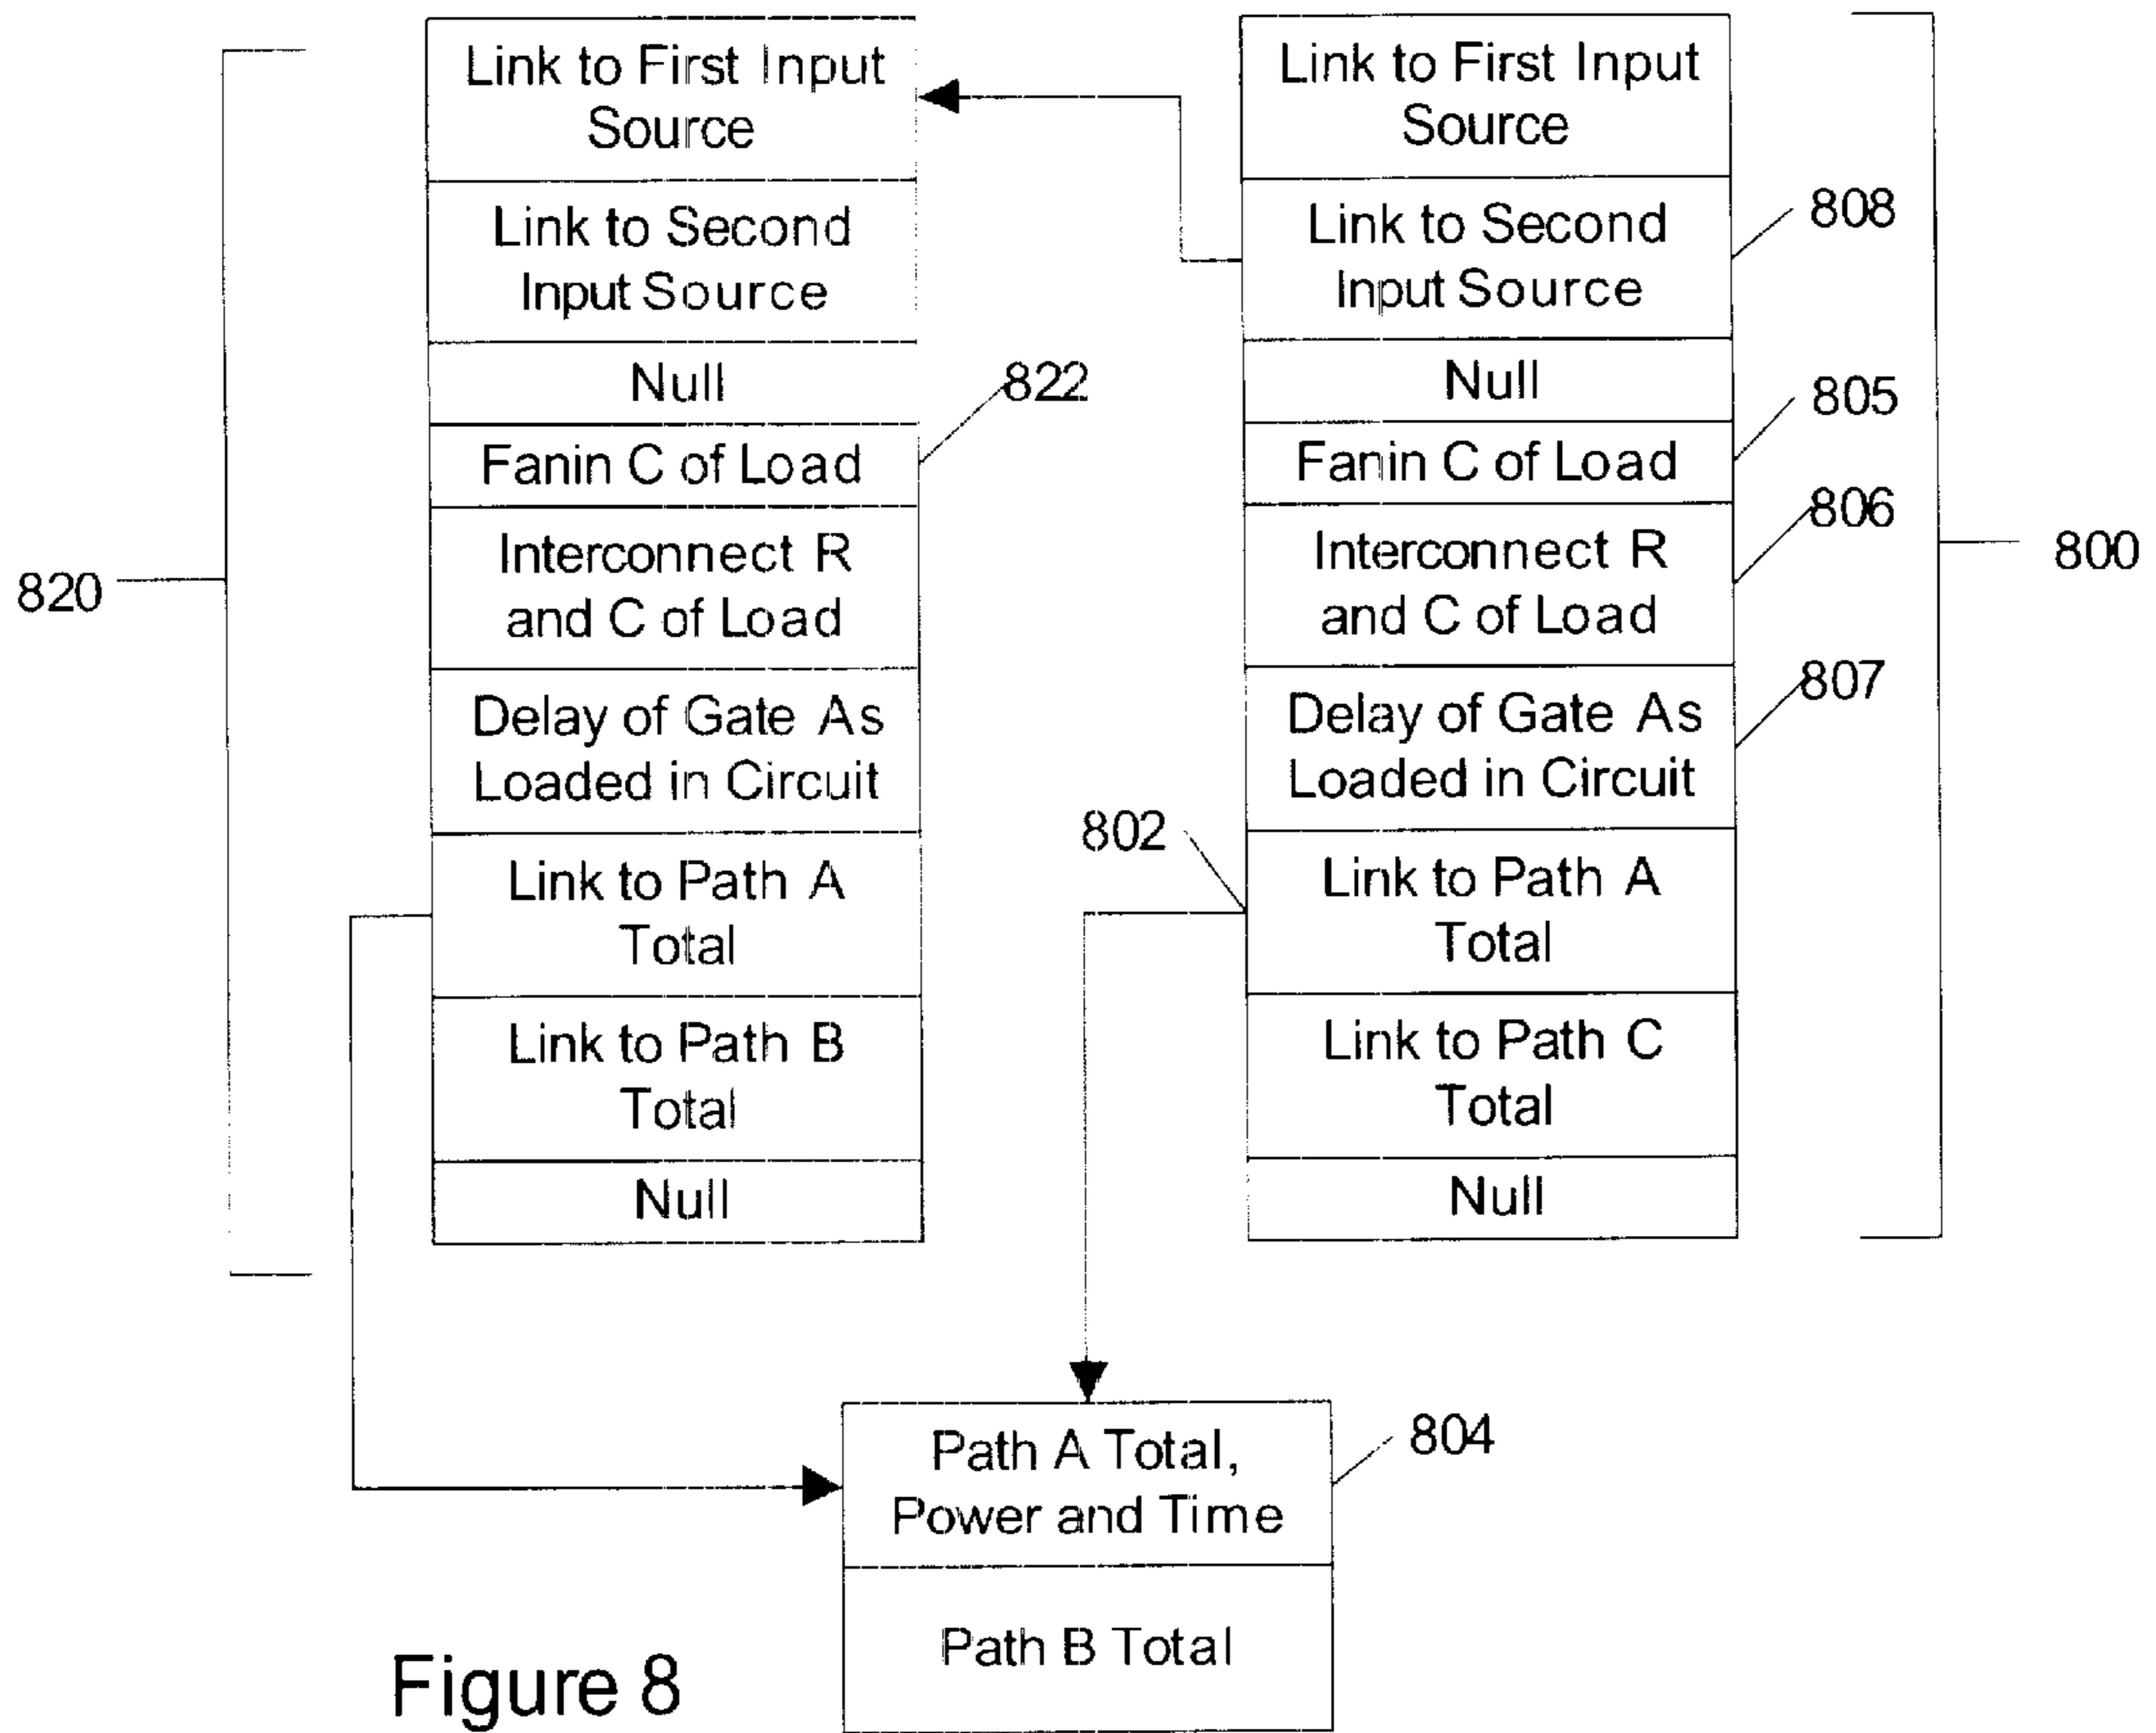 Link to First Input
Source
Link to Second
Input Source
Null
Fanin C of Load
Interconnect R
and C of Load
Delay of Gate As
Loaded in Circuit
Link to Path A
Total
Link to Path B
Total
Null
820
822
Link to First Input
Source
Link to Second
Input Source
Null
Fanin C of Load
Interconnect R
and C of Load
Delay of Gate As
Loaded in Circuit
Link to Path A
Total
Link to Path C
Total
Null
808
805
806
807
802
800
Path A Total,
Power and Time
Path B Total
804
Figure 8